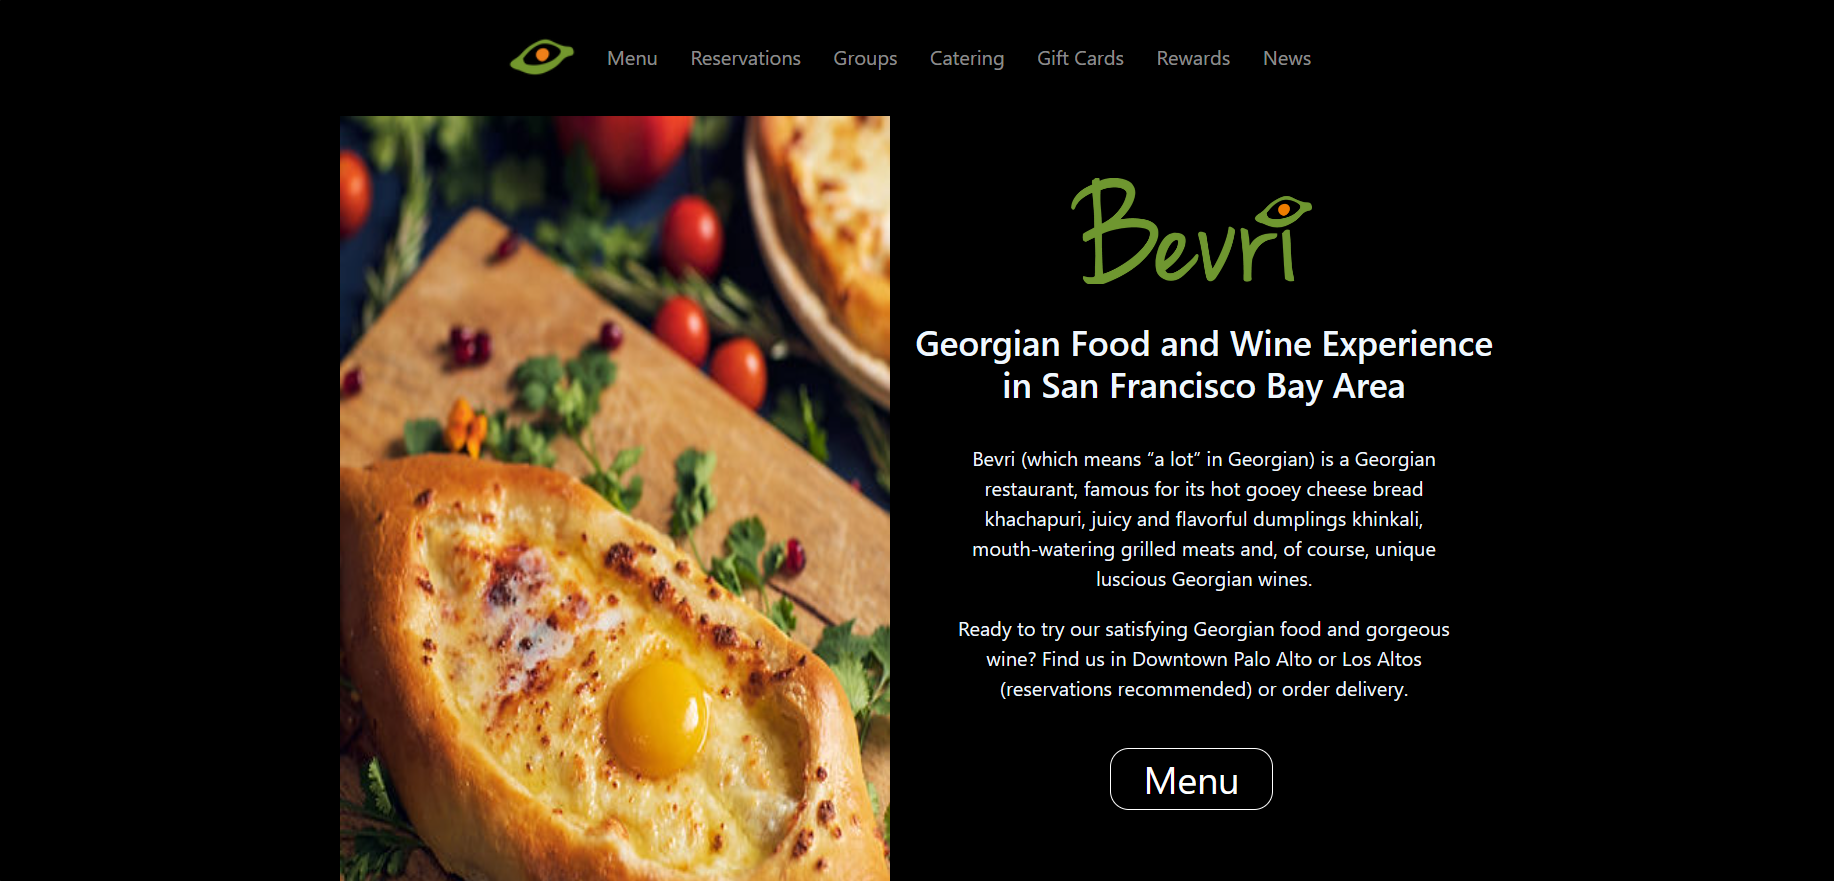 Menu Reservations Groups Catering Gift Cards Rewards News
Bevri
Georgian Food and Wine Experience
in San Francisco Bay Area
Bevri (which means “a lot” in Georgian) is a Georgian
restaurant, famous for its hot gooey cheese bread
khachapuri, juicy and flavorful dumplings khinkali,
mouth-watering grilled meats and, of course, unique
luscious Georgian wines.
Ready to try our satisfying Georgian food and gorgeous
wine? Find us in Downtown Palo Alto or Los Altos
(reservations recommended) or order delivery.
Menu